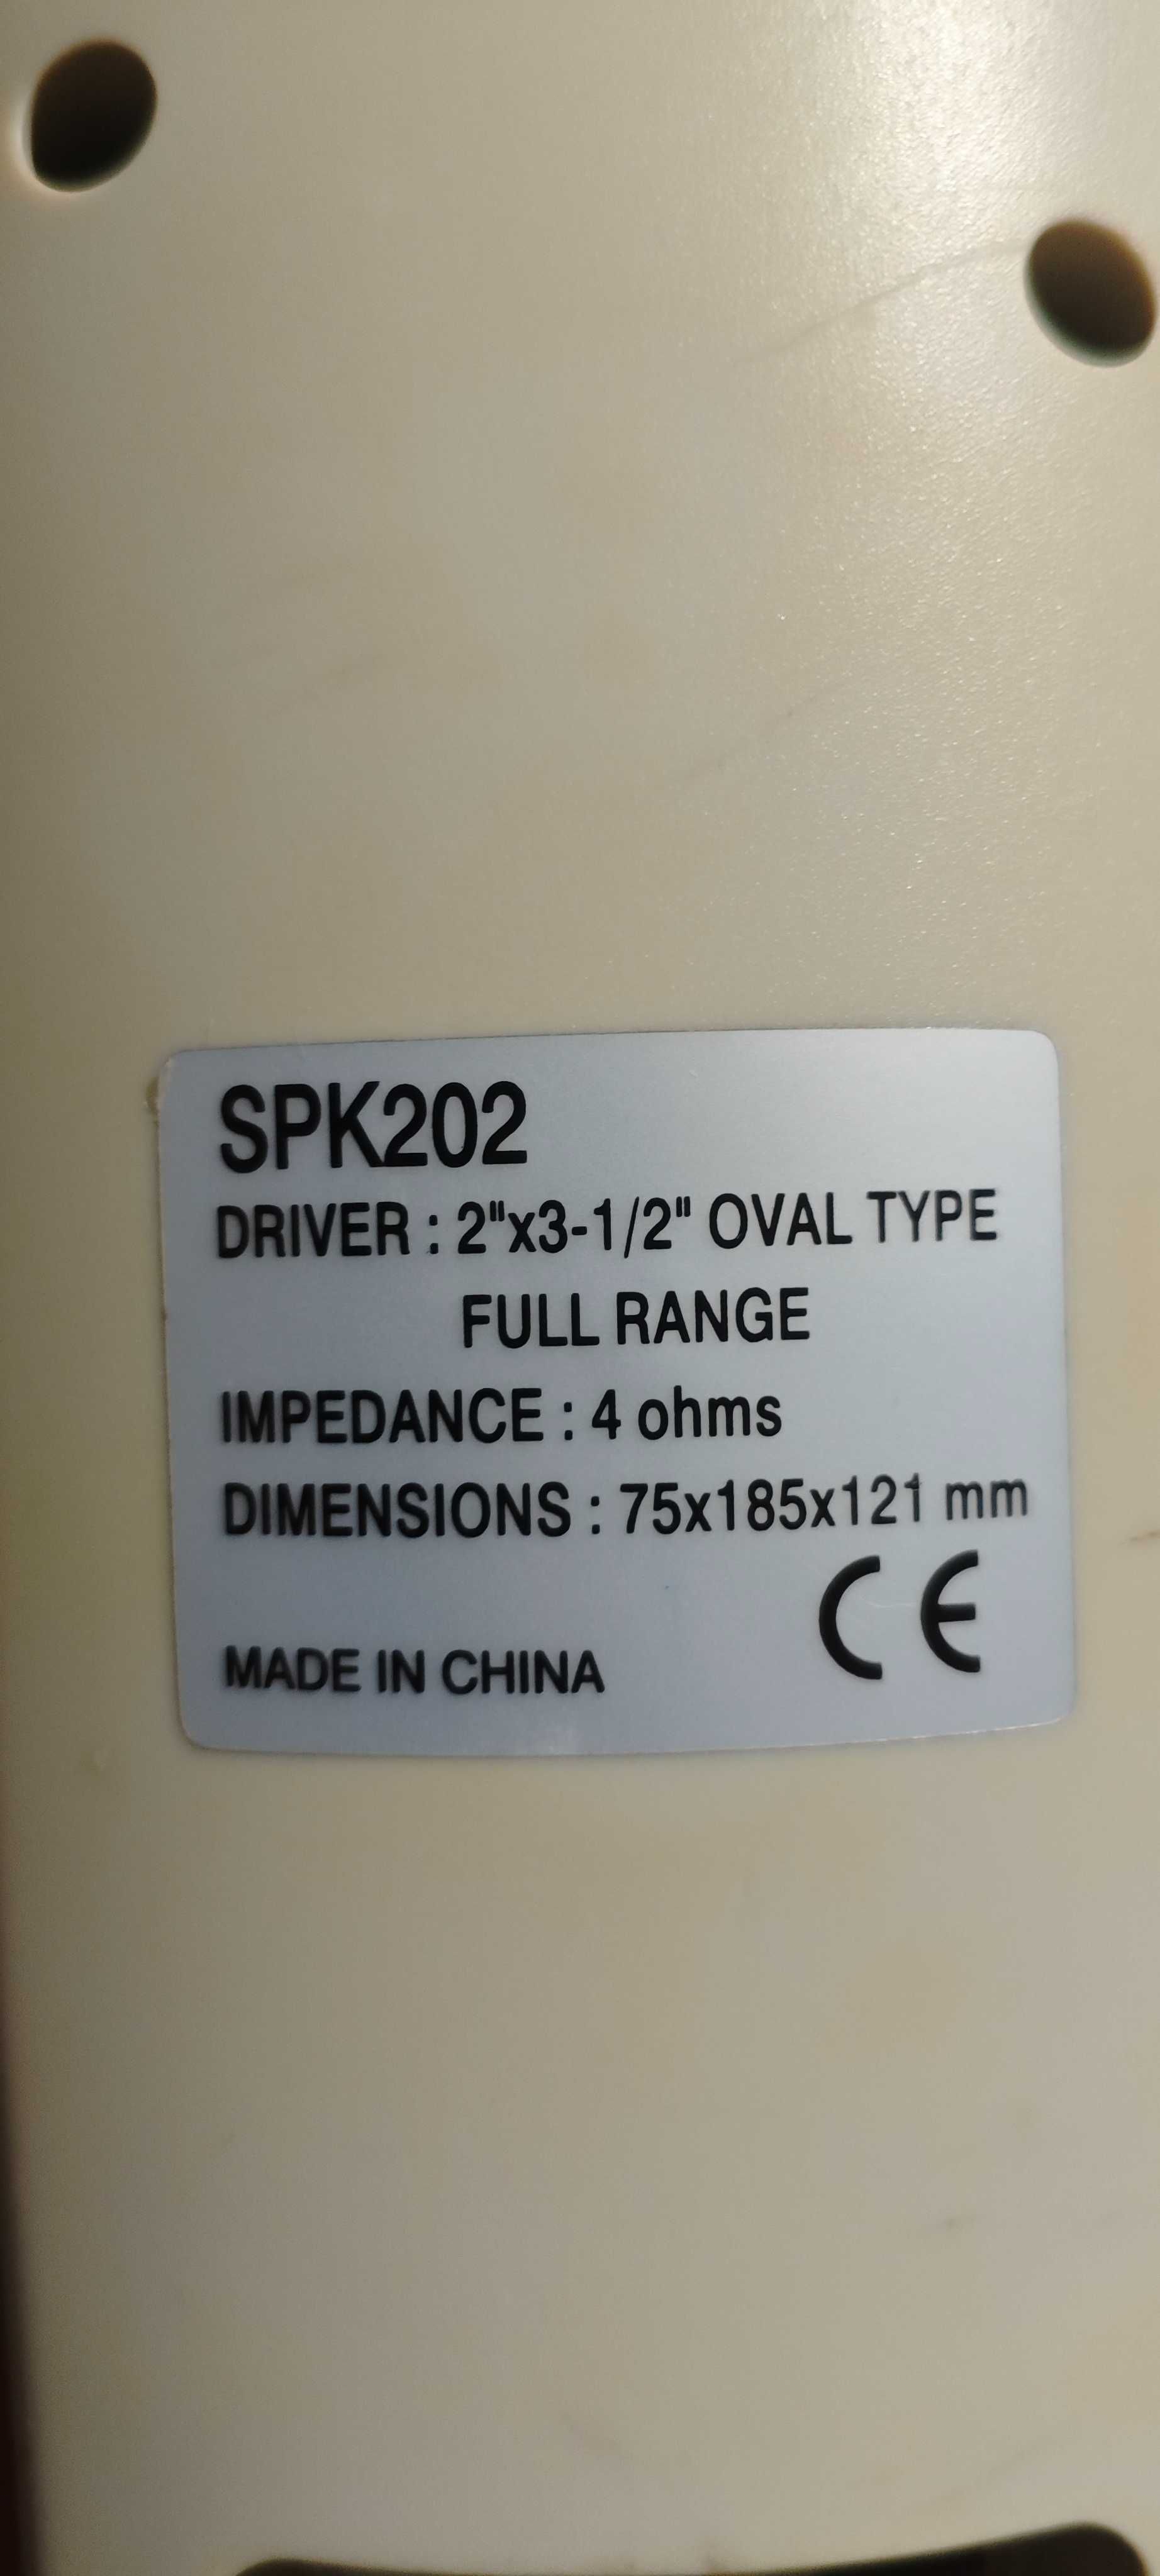 SPK202
DRIVER : 2"x3-1/2" OVAL TYPE
FULL RANGE
IMPEDANCE : 4 ohms
DIMENSIONS : 75x185x121 mm
CE
MADE IN CHINA